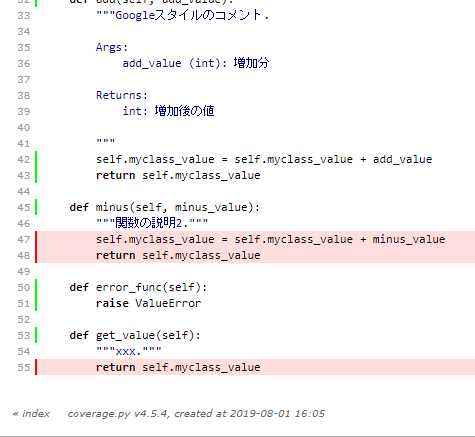 32 def add(self, add_value):
33 """Googleスタイルのコメント.
34
35 Args:
36 add_value (int): 増加分
37
38 Returns:
39 int: 増加後の値
40
41 """
42 self.myclass_value = self.myclass_value + add_value
43 return self.myclass_value
44
45 def minus(self, minus_value):
46 """関数の説明2."""
47 self.myclass_value = self.myclass_value + minus_value
48 return self.myclass_value
49
50 def error_func(self):
51 raise ValueError
52
53 def get_value(self):
54 """xxx."""
55 return self.myclass_value
« index coverage.py v4.5.4, created at 2019-08-01 16:05